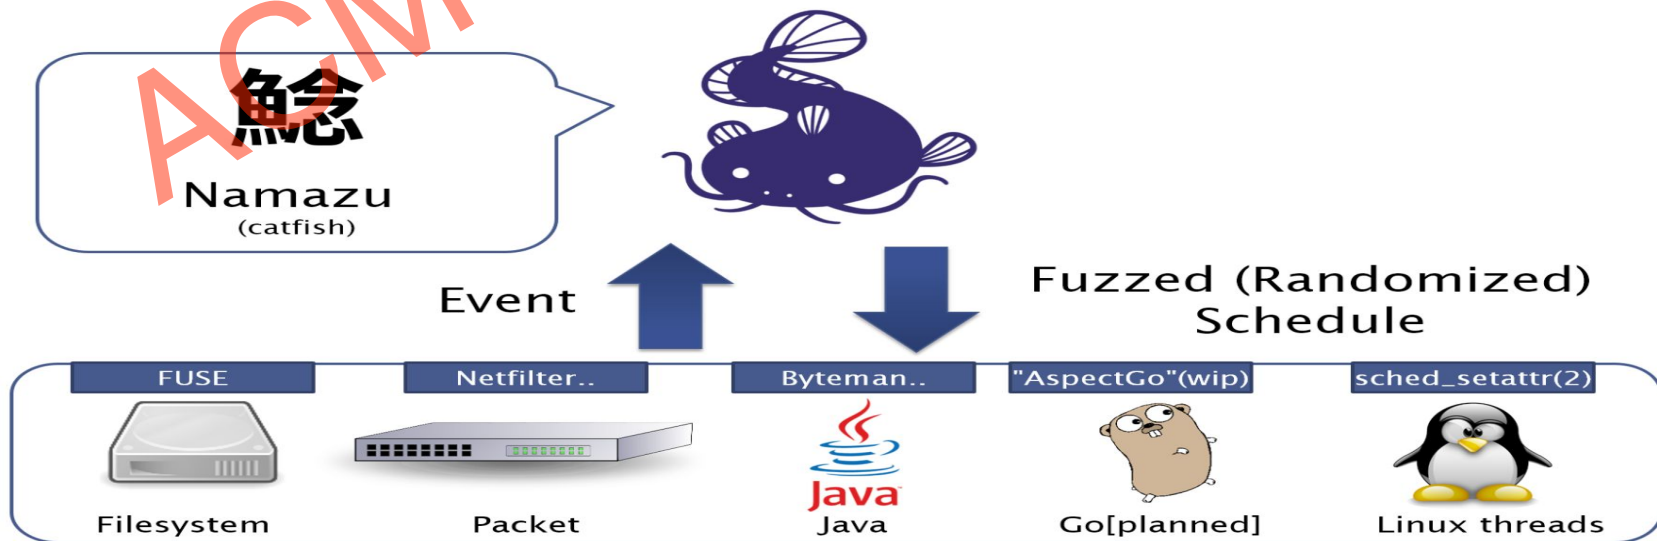 ACM
鯰
Namazu
(catfish)
Event
Fuzzed (Randomized)
Schedule
FUSE
Netfilter..
Byteman..
"AspectGo"(wip)
sched_setattr(2)
Java
Filesystem
Packet
Java
Go[planned]
Linux threads